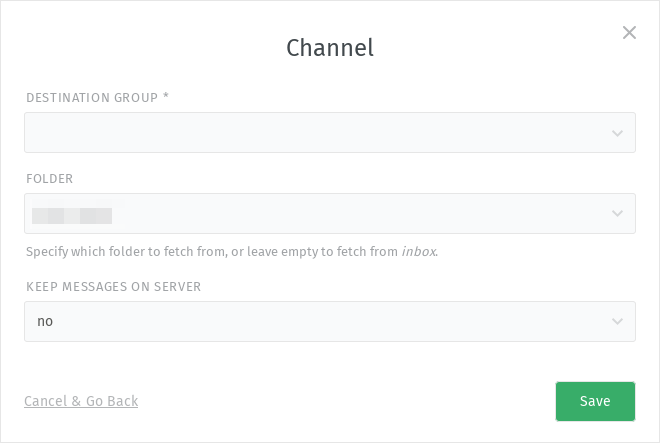 Channel
DESTINATION GROUP *
FOLDER
Specify which folder to fetch from, or leave empty to fetch from inbox.
KEEP MESSAGES ON SERVER
no
Cancel & Go Back
Save